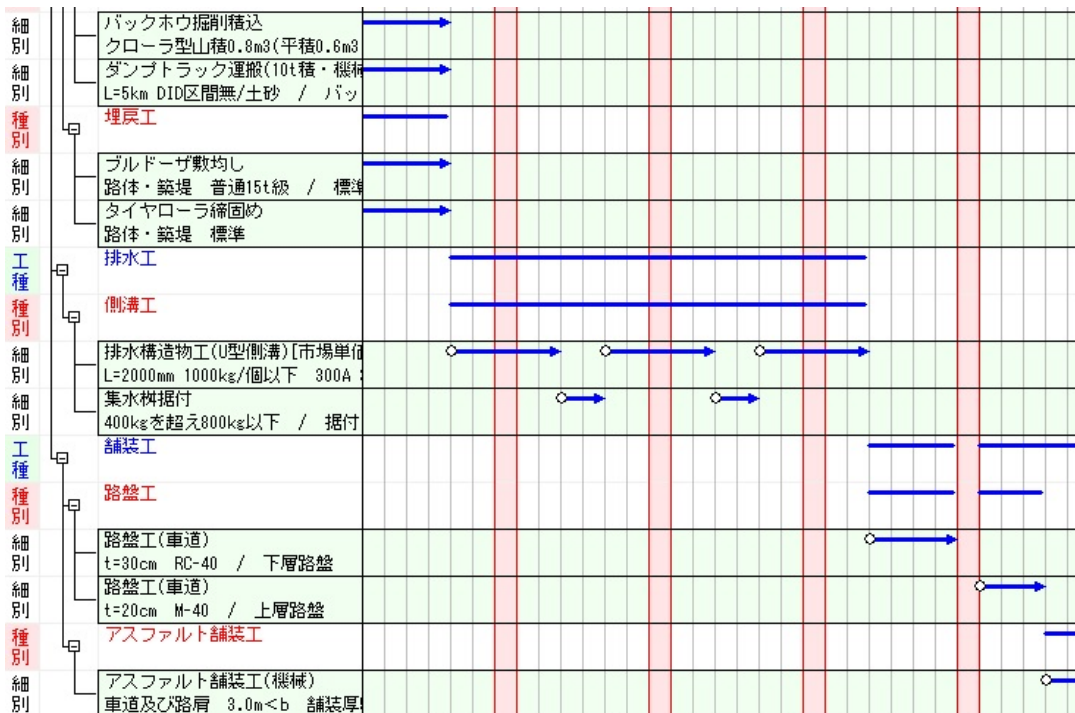 細別 バックホウ掘削積込
クローラ型山積0.8m3(平積0.6m3
細別 ダンプトラック運搬(10t積・機械
L=5km DID区間無/土砂 / バッ
種別 埋戻工
細別 ブルドーザ敷均し
路体・築堤 普通15t級 / 標準
細別 タイヤローラ締固め
路体・築堤 標準
工種 排水工
種別 側溝工
細別 排水構造物工(U型側溝)[市場単価
L=2000mm 1000kg/個以下 300A
細別 集水桝据付
400kgを超え800kg以下 / 据付
工種 舗装工
種別 路盤工
細別 路盤工(車道)
t=30cm RC-40 / 下層路盤
細別 路盤工(車道)
t=20cm M-40 / 上層路盤
種別 アスファルト舗装工
細別 アスファルト舗装工(機械)
車道及び路肩 3.0m<b 舗装厚